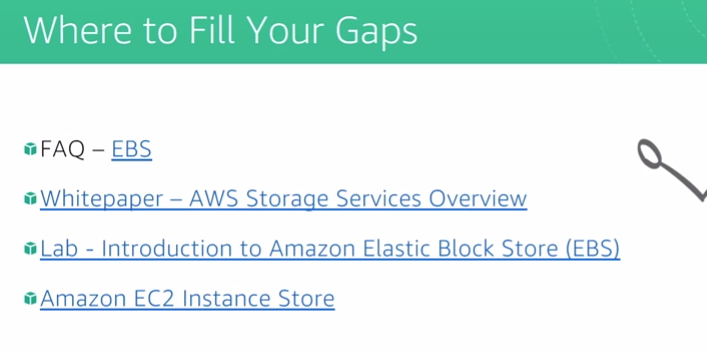 Where to Fill Your Gaps
FAQ – EBS
Whitepaper – AWS Storage Services Overview
Lab - Introduction to Amazon Elastic Block Store (EBS)
Amazon EC2 Instance Store